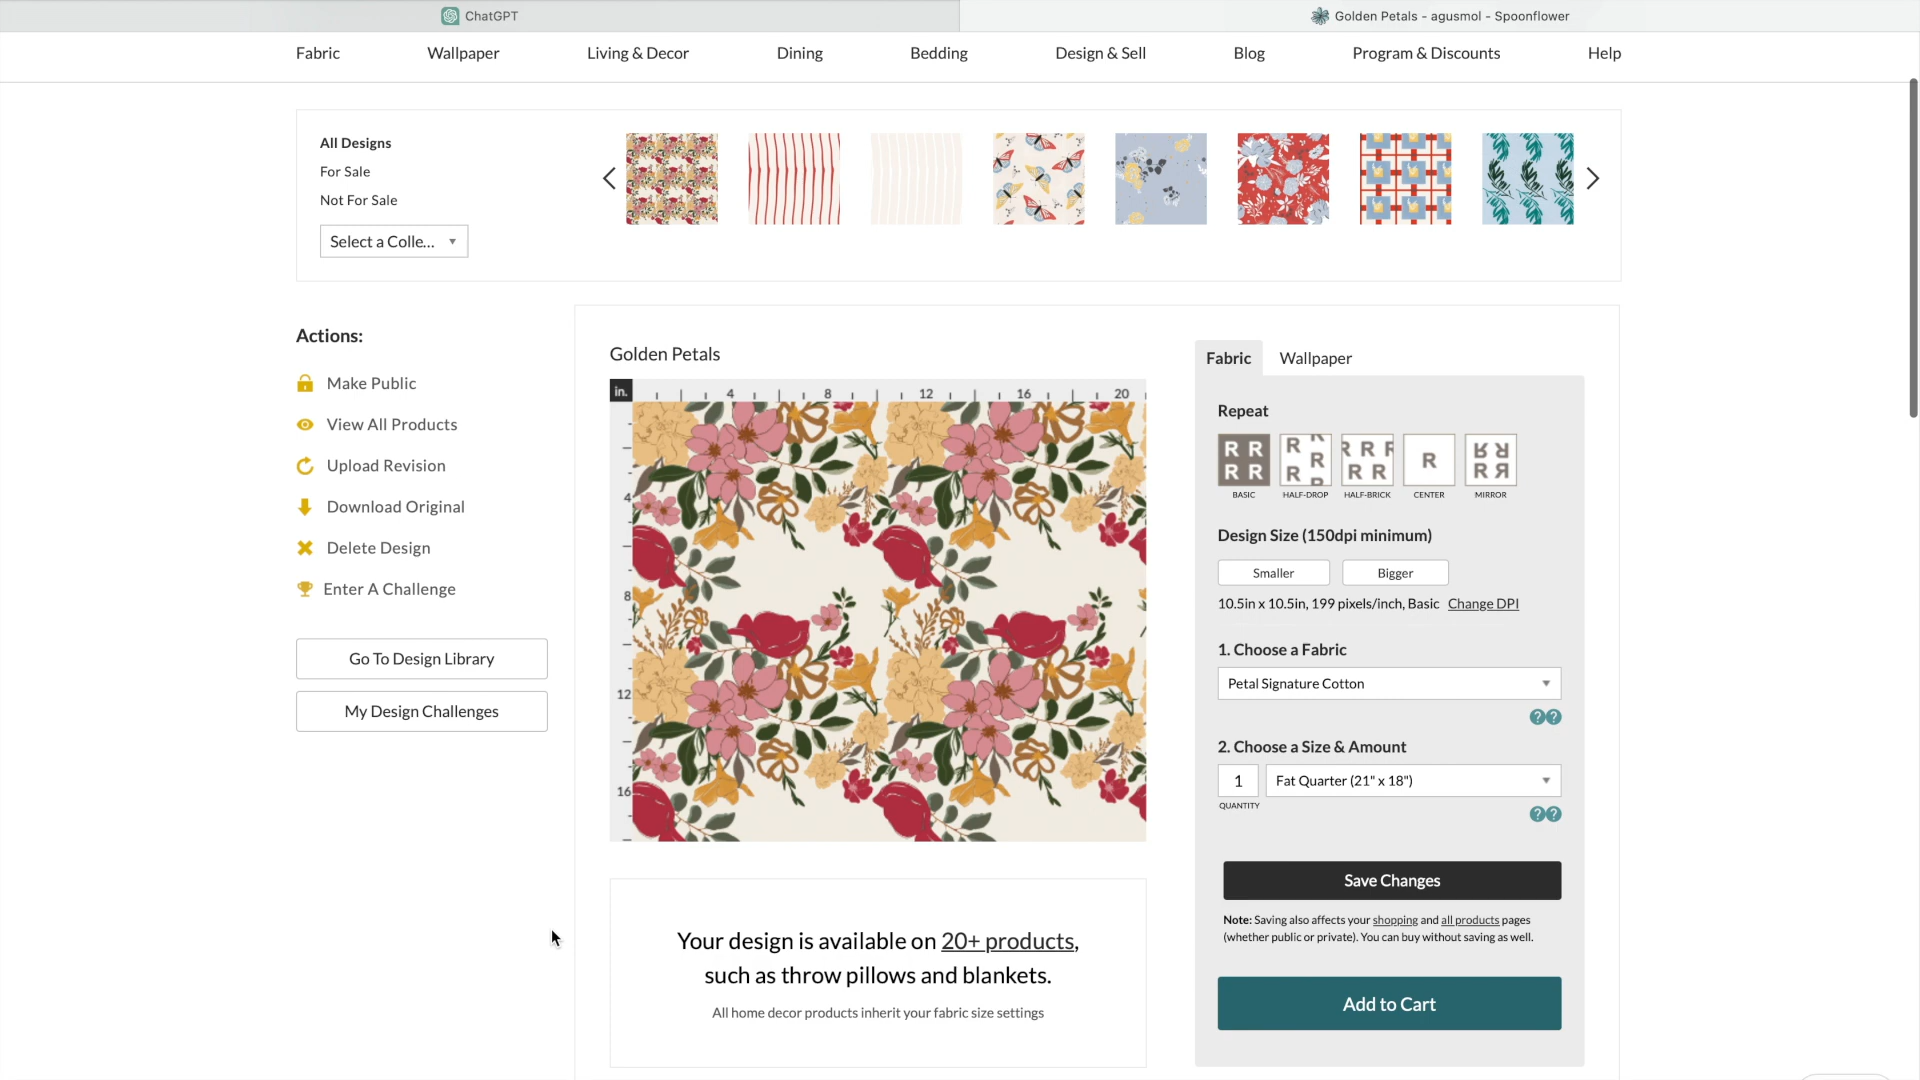 ChatGPT
Golden Petals - agusmol - Spoonflower
Fabric
Wallpaper
Living & Decor
Dining
Bedding
Design & Sell
Blog
Program & Discounts
Help
All Designs
For Sale
Not For Sale
Select a Colle...
Actions:
Make Public
View All Products
Upload Revision
Download Original
Delete Design
Enter A Challenge
Go To Design Library
My Design Challenges
Golden Petals
in.
4 8 12 16 20
4
8
12
16
Your design is available on 20+ products,
such as throw pillows and blankets.
All home decor products inherit your fabric size settings
Fabric
Wallpaper
Repeat
R R R R R R R R R R R R
R R R R R R R
BASIC HALF-DROP HALF-BRICK CENTER MIRROR
Design Size (150dpi minimum)
Smaller
Bigger
10.5in x 10.5in, 199 pixels/inch, Basic Change DPI
1. Choose a Fabric
Petal Signature Cotton
??
2. Choose a Size & Amount
1
Fat Quarter (21" x 18")
QUANTITY
??
Save Changes
Note: Saving also affects your shopping and all products pages
(whether public or private). You can buy without saving as well.
Add to Cart